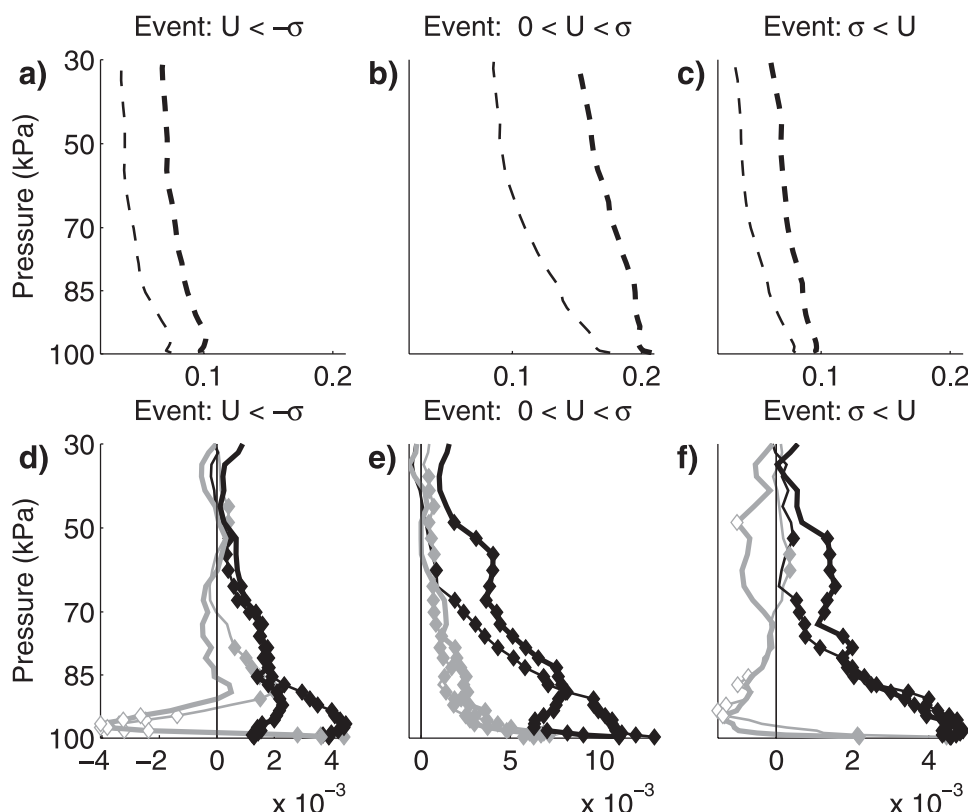 Event: U < −σ
Event: 0 < U < σ
Event: σ < U
a)
b)
c)
Pressure (kPa)
30
50
70
85
100
0.1
0.2
0.1
0.2
0.1
0.2
Event: U < −σ
Event: 0 < U < σ
Event: σ < U
d)
e)
f)
Pressure (kPa)
30
50
70
85
100
−4
−2
0
2
4
0
5
10
0
2
4
x 10⁻³
x 10⁻³
x 10⁻³